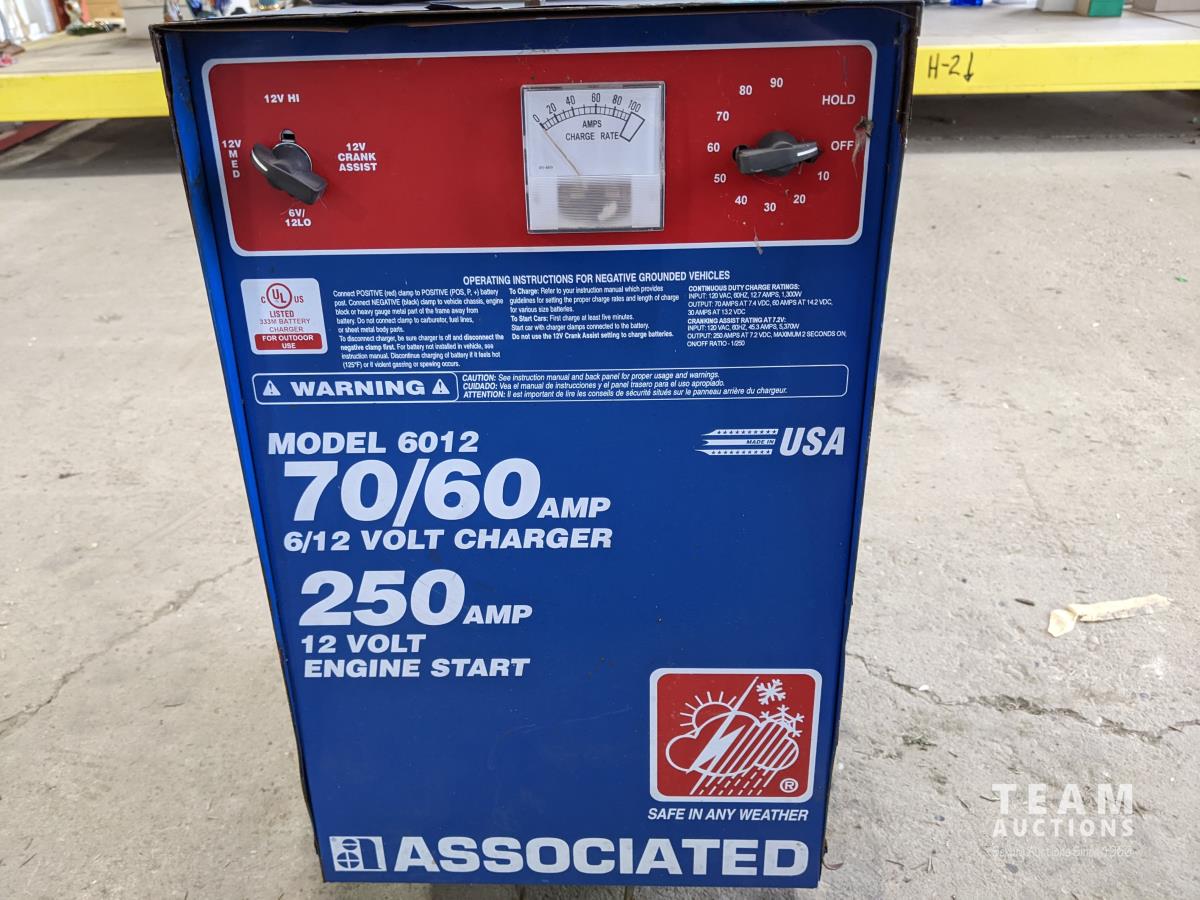 H-2↓
12V HI
12V MED
12V CRANK ASSIST
6V/ 12LO
0 20 40 60 80 100
AMPS
CHARGE RATE
90
80
HOLD
70
60
OFF
50
10
40
20
30
C UL US
LISTED
333M BATTERY
CHARGER
FOR OUTDOOR
USE
OPERATING INSTRUCTIONS FOR NEGATIVE GROUNDED VEHICLES
Connect POSITIVE (red) clamp to POSITIVE (POS, P, +) battery
post. Connect NEGATIVE (black) clamp to vehicle chassis, engine
block or heavy gauge metal part of the frame away from
battery. Do not connect clamp to carburetor, fuel lines,
or sheet metal body parts.
To disconnect charger, be sure charger is off and disconnect the
negative clamp first. For battery not installed in vehicle, see
instruction manual. Discontinue charging of battery if it feels hot
(125°F) or if violent gassing or spewing occurs.
To Charge: Refer to your instruction manual which provides
guidelines for setting the proper charge rates and length of charge
for various size batteries.
To Start Cars: First charge at least five minutes.
Start car with charger clamps connected to the battery.
Do not use the 12V Crank Assist setting to charge batteries.
CONTINUOUS DUTY CHARGE RATINGS:
INPUT: 120 VAC, 60HZ, 12.7 AMPS, 1,300W
OUTPUT: 70 AMPS AT 7.4 VDC, 60 AMPS AT 14.2 VDC,
30 AMPS AT 13.2 VDC
CRANKING ASSIST RATING AT 7.2V:
INPUT: 120 VAC, 60HZ, 45.3 AMPS, 5,370W
OUTPUT: 250 AMPS AT 7.2 VDC, MAXIMUM 2 SECONDS ON,
ON/OFF RATIO - 1/250
WARNING
CAUTION: See instruction manual and back panel for proper usage and warnings.
CUIDADO: Vea el manual de instrucciones y el panel trasero para el uso apropiado.
ATTENTION: Il est important de lire les conseils de sécurité situés sur le panneau arrière du chargeur.
MODEL 6012
MADE IN USA
70/60 AMP
6/12 VOLT CHARGER
250 AMP
12 VOLT
ENGINE START
®
SAFE IN ANY WEATHER
ASSOCIATED
TEAM
AUCTIONS